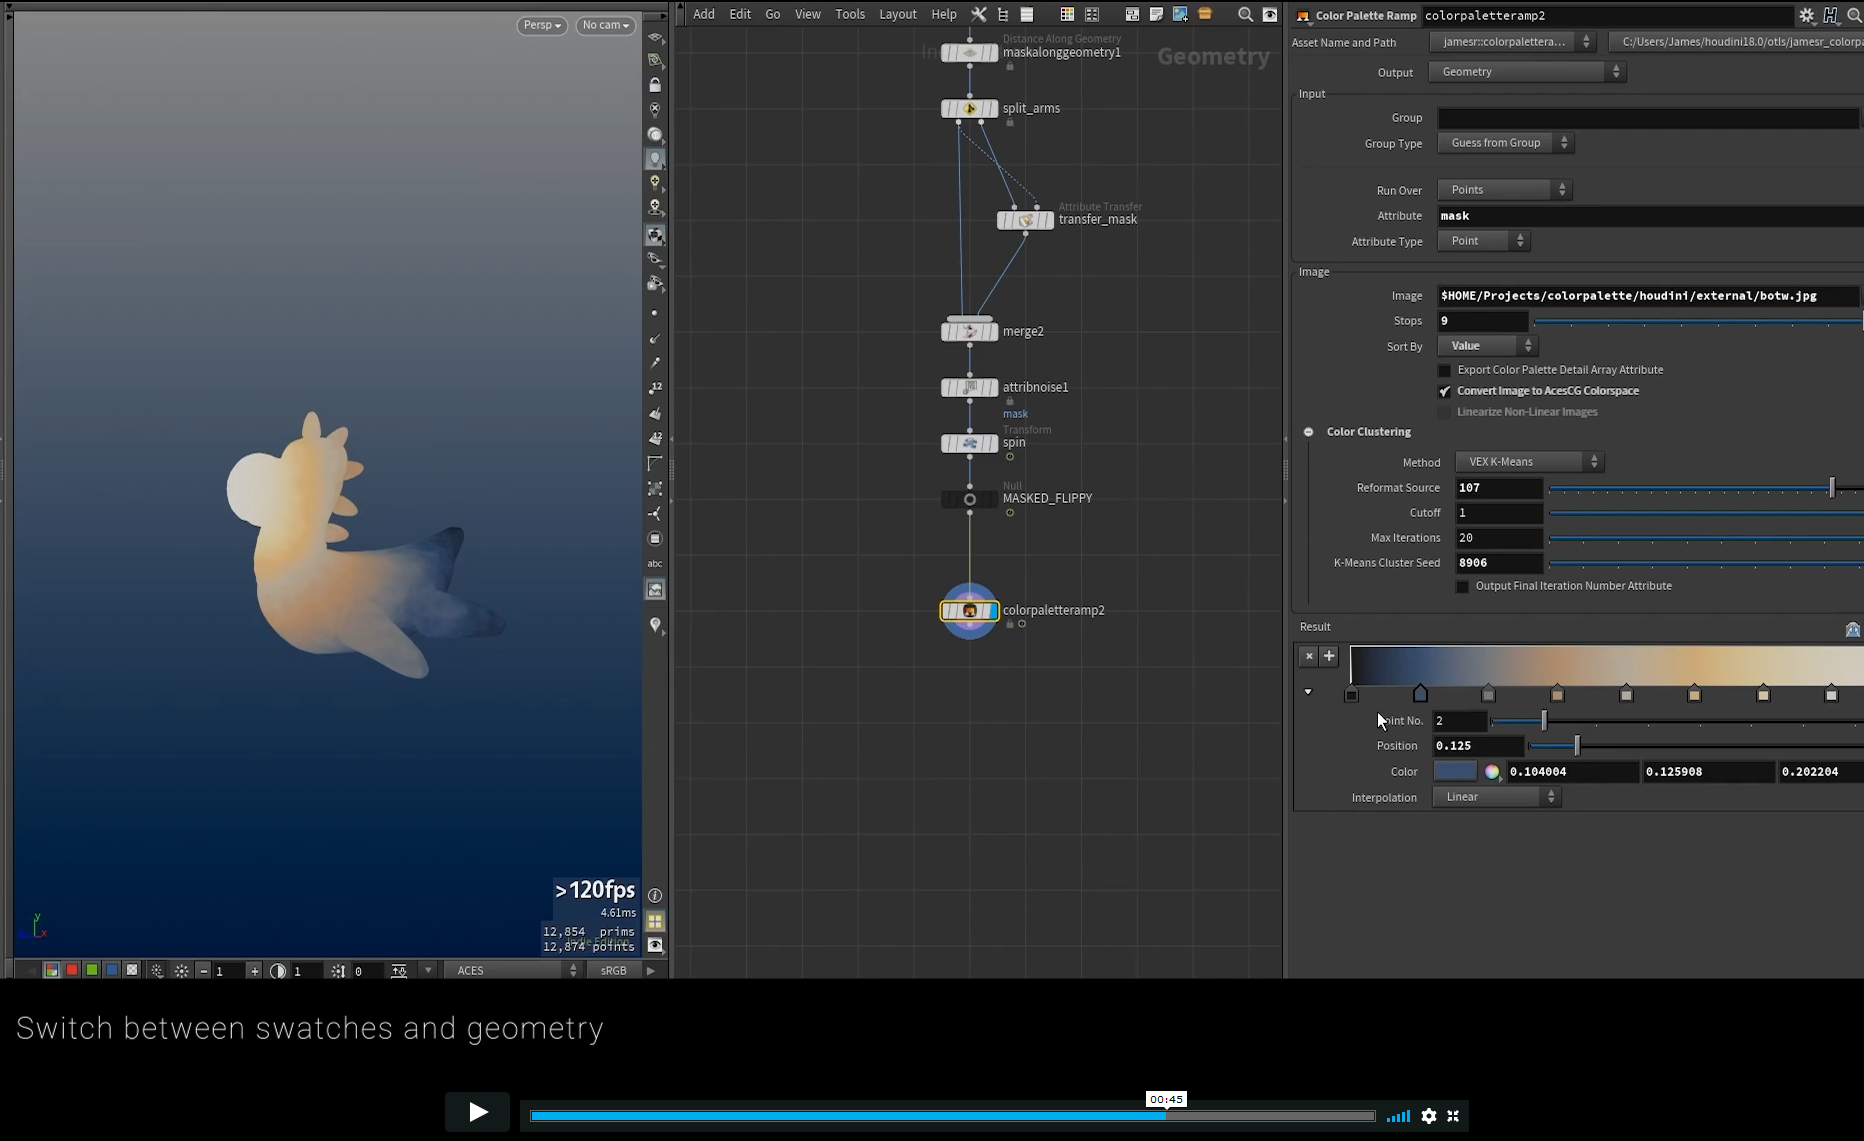 Persp
No cam
Add Edit Go View Tools Layout Help
Geometry
Distance Along Geometry
maskalonggeometry1
split_arms
Attribute Transfer
transfer_mask
merge2
attribnoise1
mask
Transform
spin
Null
MASKED_FLIPPY
colorpaletteramp2
Color Palette Ramp colorpaletteramp2
Asset Name and Path jamesr::colorpalettera... C:/Users/James/houdini18.0/otls/jamesr_colorpa
Output Geometry
Input
Group
Group Type Guess from Group
Run Over Points
Attribute mask
Attribute Type Point
Image
Image $HOME/Projects/colorpalette/houdini/external/botw.jpg
Stops 9
Sort By Value
Export Color Palette Detail Array Attribute
Convert Image to AcesCG Colorspace
Linearize Non-Linear Images
Color Clustering
Method VEX K-Means
Reformat Source 107
Cutoff 1
Max Iterations 20
K-Means Cluster Seed 8906
Output Final Iteration Number Attribute
Result
oint No. 2
Position 0.125
Color 0.104004 0.125908 0.202204
Interpolation Linear
12
12
abc
>120fps
4.61ms
12,854 prims
Indie Edition
12,874 points
y
x
1 1 0 ACES sRGB
Switch between swatches and geometry
00:45